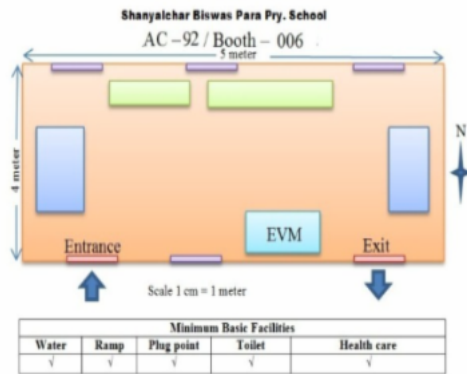 Shanyalchar Biswas Para Pry. School
AC – 92 / Booth – 006
5 meter
4 meter
N
EVM
Entrance
Exit
Scale 1 cm = 1 meter
Minimum Basic Facilities
Water Ramp Plug point Toilet Health care
√ √ √ √ √